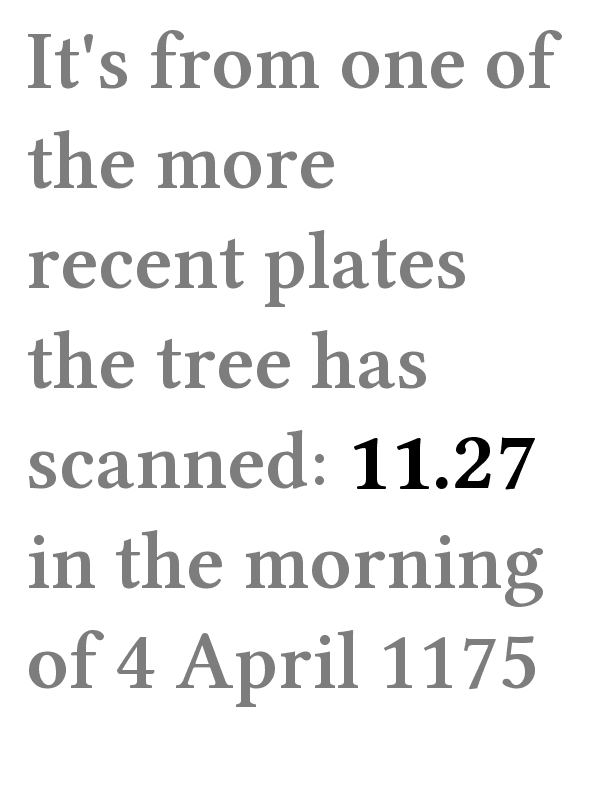 It's from one of
the more
recent plates
the tree has
scanned: 11.27
in the morning
of 4 April 1175